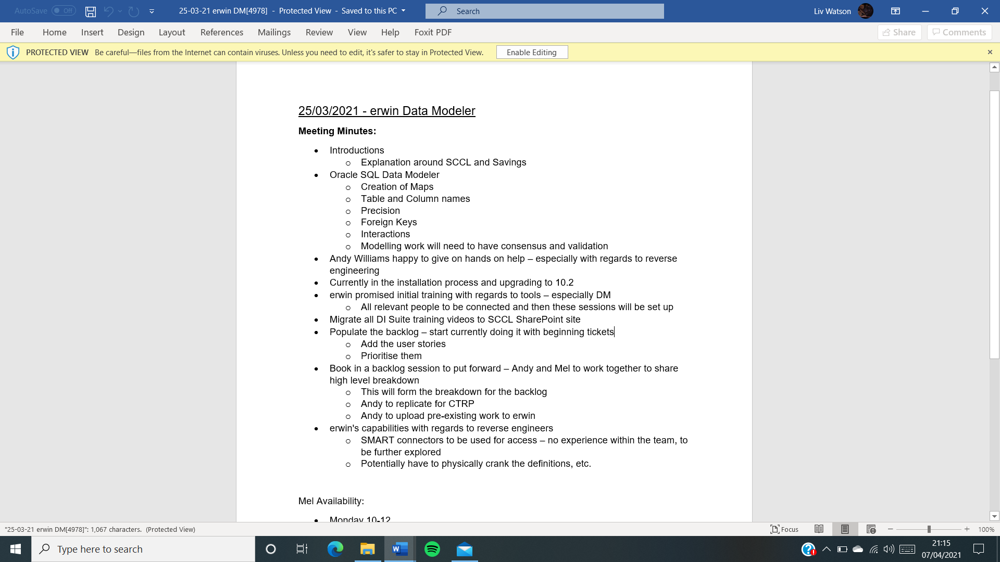 AutoSave Off 25-03-21 erwin DM[4978] - Protected View - Saved to this PC Search Liv Watson
File Home Insert Design Layout References Mailings Review View Help Foxit PDF Share Comments
PROTECTED VIEW Be careful—files from the Internet can contain viruses. Unless you need to edit, it's safer to stay in Protected View. Enable Editing
25/03/2021 - erwin Data Modeler
Meeting Minutes:
• Introductions
o Explanation around SCCL and Savings
• Oracle SQL Data Modeler
o Creation of Maps
o Table and Column names
o Precision
o Foreign Keys
o Interactions
o Modelling work will need to have consensus and validation
• Andy Williams happy to give on hands on help – especially with regards to reverse
engineering
• Currently in the installation process and upgrading to 10.2
• erwin promised initial training with regards to tools – especially DM
o All relevant people to be connected and then these sessions will be set up
• Migrate all DI Suite training videos to SCCL SharePoint site
• Populate the backlog – start currently doing it with beginning tickets
o Add the user stories
o Prioritise them
• Book in a backlog session to put forward – Andy and Mel to work together to share
high level breakdown
o This will form the breakdown for the backlog
o Andy to replicate for CTRP
o Andy to upload pre-existing work to erwin
• erwin's capabilities with regards to reverse engineers
o SMART connectors to be used for access – no experience within the team, to
be further explored
o Potentially have to physically crank the definitions, etc.
Mel Availability:
• Monday 10-12
"25-03-21 erwin DM[4978]": 1,067 characters. (Protected View) Focus 100%
Type here to search 21:15
07/04/2021